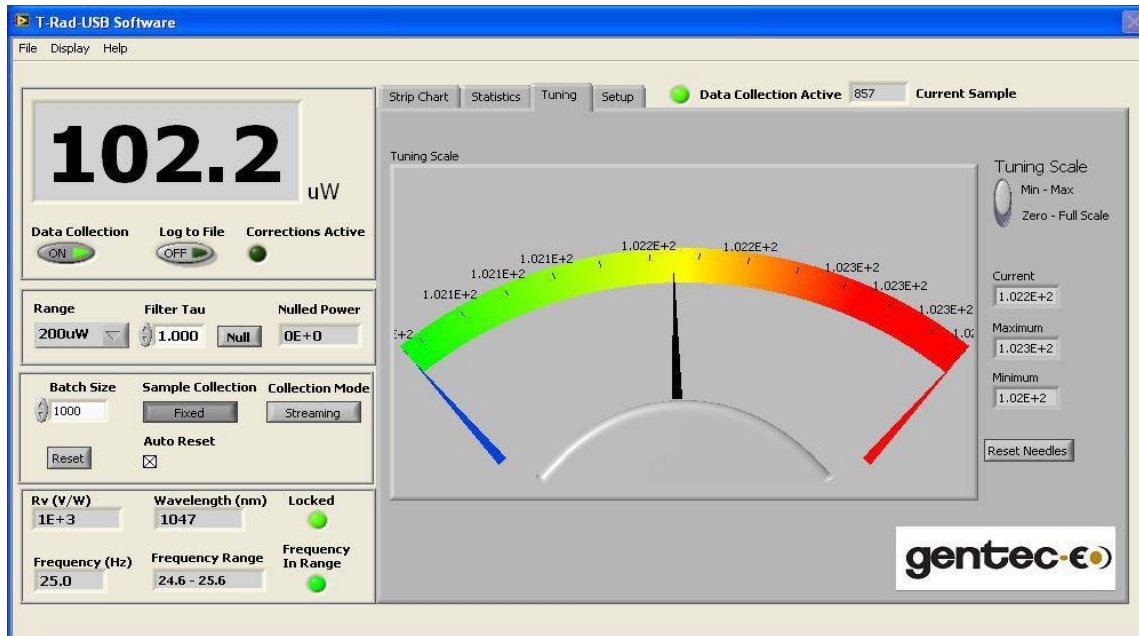 T-Rad-USB Software
File Display Help
102.2
uW
Data Collection Log to File Corrections Active
ON OFF
Range Filter Tau Nulled Power
200uW 1.000 Null 0E+0
Batch Size Sample Collection Collection Mode
1000 Fixed Streaming
Auto Reset
Reset
Rv (V/W) Wavelength (nm) Locked
1E+3 1047
Frequency (Hz) Frequency Range Frequency In Range
25.0 24.6 - 25.6
Strip Chart Statistics Tuning Setup Data Collection Active 857 Current Sample
Tuning Scale
E+2
1.021E+2
1.021E+2
1.021E+2
1.022E+2
1.022E+2
1.023E+2
1.023E+2
1.023E+2
1.02
Tuning Scale
Min - Max
Zero - Full Scale
Current
1.022E+2
Maximum
1.023E+2
Minimum
1.02E+2
Reset Needles
gentec-EO